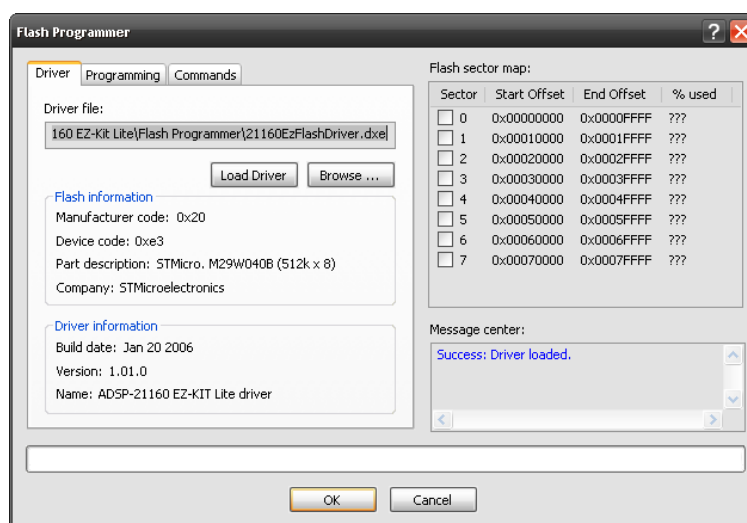 Flash Programmer
Driver Programming Commands
Driver file:
160 EZ-Kit Lite\Flash Programmer\21160EzFlashDriver.dxe
Load Driver Browse ...
Flash information
Manufacturer code: 0x20
Device code: 0xe3
Part description: STMicro. M29W040B (512k x 8)
Company: STMicroelectronics
Driver information
Build date: Jan 20 2006
Version: 1.01.0
Name: ADSP-21160 EZ-KIT Lite driver
Flash sector map:
Sector Start Offset End Offset % used
0 0x00000000 0x0000FFFF ???
1 0x00010000 0x0001FFFF ???
2 0x00020000 0x0002FFFF ???
3 0x00030000 0x0003FFFF ???
4 0x00040000 0x0004FFFF ???
5 0x00050000 0x0005FFFF ???
6 0x00060000 0x0006FFFF ???
7 0x00070000 0x0007FFFF ???
Message center:
Success: Driver loaded.
OK Cancel